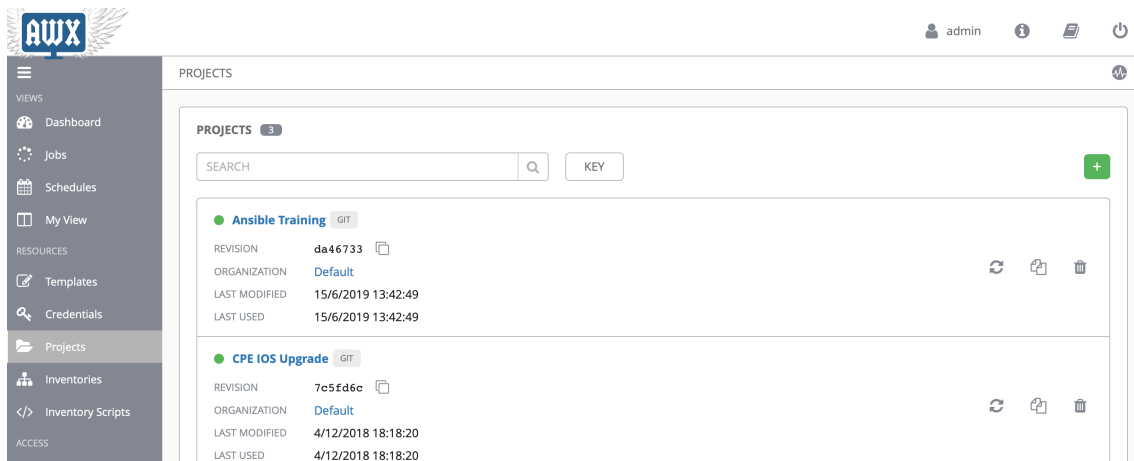 AWX
admin
VIEWS
Dashboard
Jobs
Schedules
My View
RESOURCES
Templates
Credentials
Projects
Inventories
Inventory Scripts
ACCESS
PROJECTS
PROJECTS 3
SEARCH
KEY
+
Ansible Training GIT
REVISION da46733
ORGANIZATION Default
LAST MODIFIED 15/6/2019 13:42:49
LAST USED 15/6/2019 13:42:49
CPE IOS Upgrade GIT
REVISION 7c5fd6c
ORGANIZATION Default
LAST MODIFIED 4/12/2018 18:18:20
LAST USED 4/12/2018 18:18:20